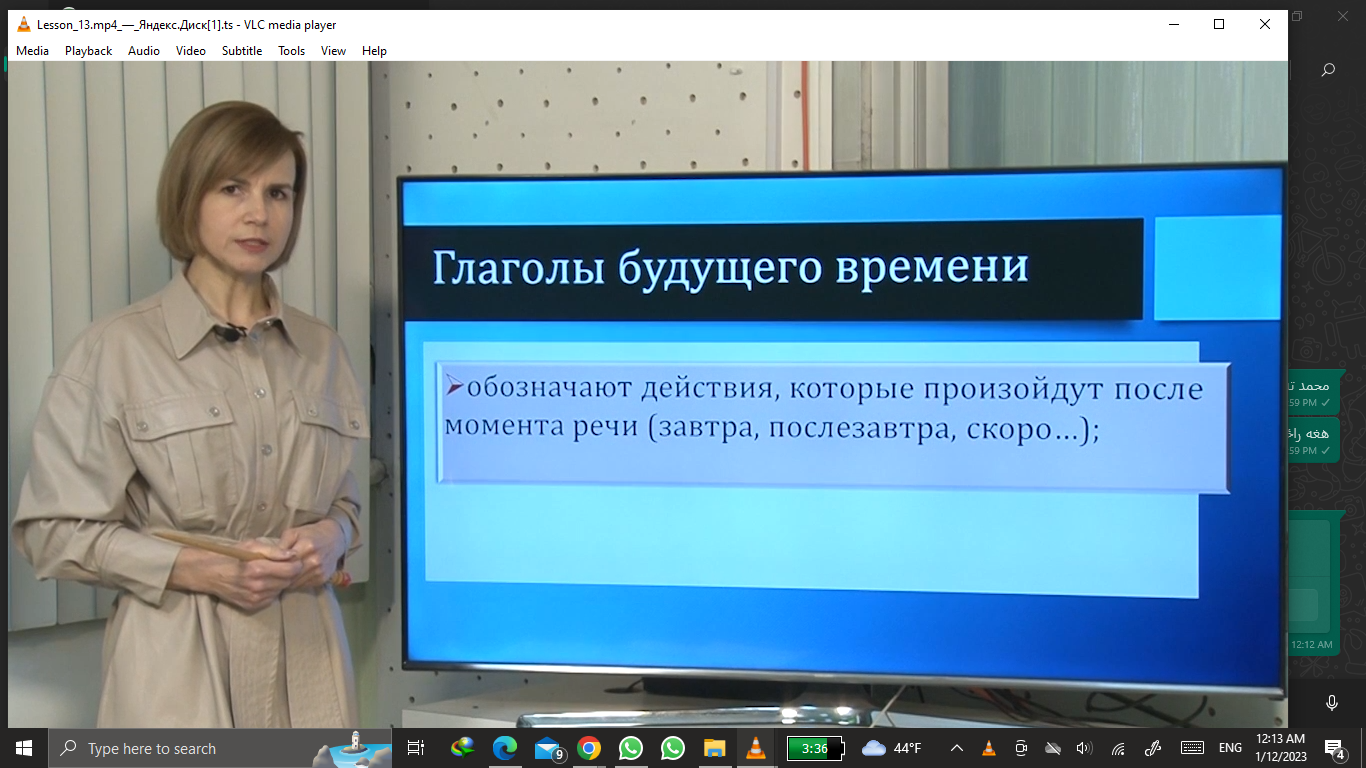 Lesson_13.mp4_—_Яндекс.Диск[1].ts - VLC media player
Media Playback Audio Video Subtitle Tools View Help
Глаголы будущего времени
обозначают действия, которые произойдут после
момента речи (завтра, послезавтра, скоро...);
محمد
59 PM
هغه
59 PM
12:12 AM
Type here to search
9
3:36
44°F
ENG
12:13 AM
1/12/2023
4